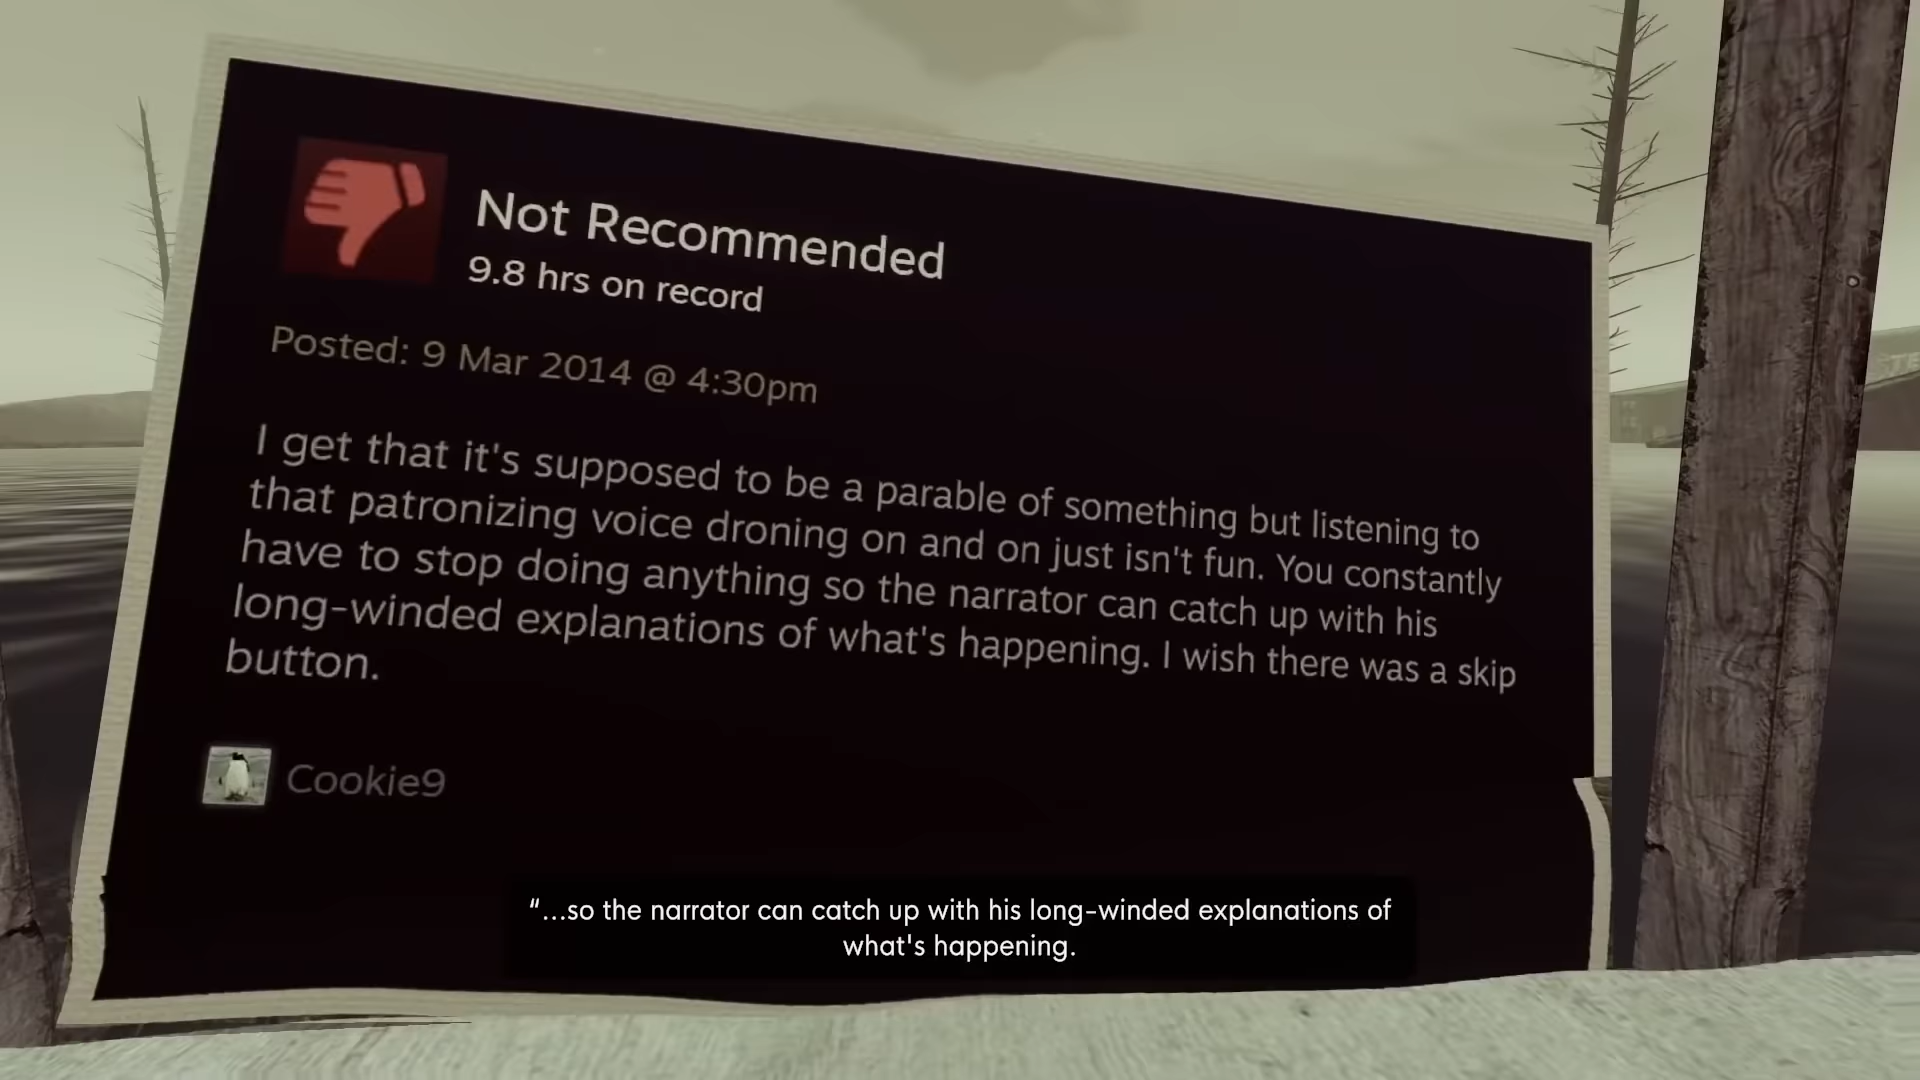 Not Recommended
9.8 hrs on record
Posted: 9 Mar 2014 @ 4:30pm
I get that it's supposed to be a parable of something but listening to
that patronizing voice droning on and on just isn't fun. You constantly
have to stop doing anything so the narrator can catch up with his
long-winded explanations of what's happening. I wish there was a skip
button.
Cookie9
“...so the narrator can catch up with his long-winded explanations of
what's happening.